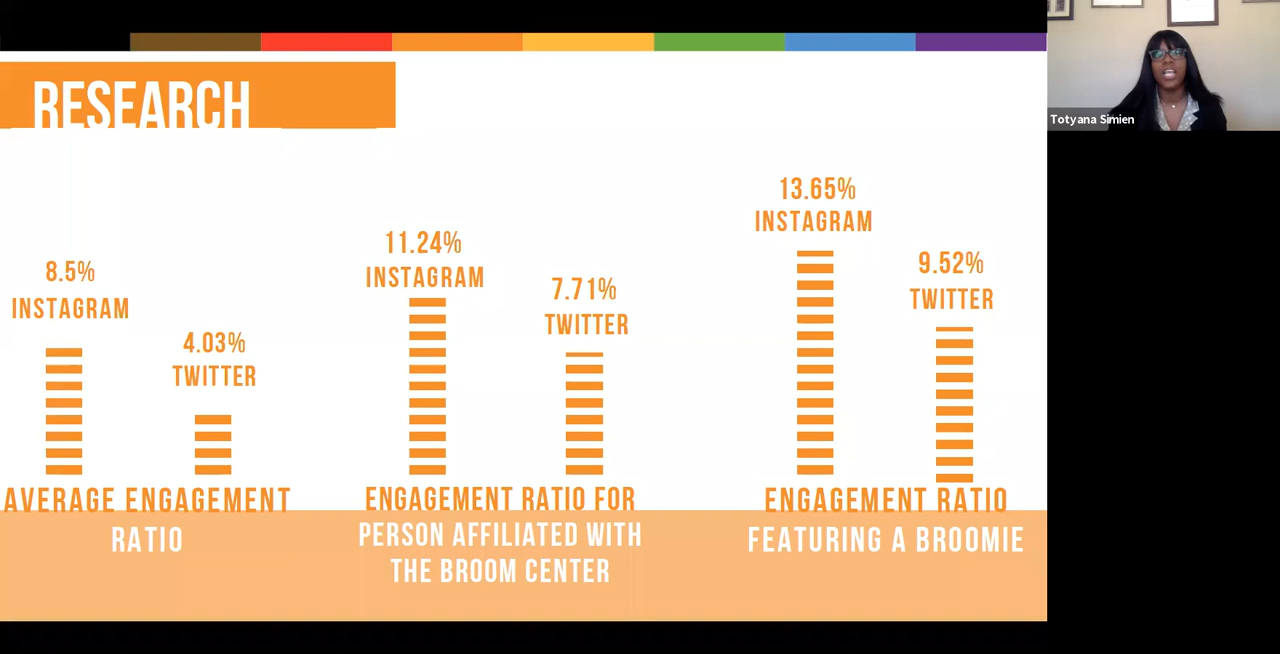 RESEARCH
Totyana Simien
8.5%
INSTAGRAM
4.03%
TWITTER
AVERAGE ENGAGEMENT
RATIO
11.24%
INSTAGRAM
7.71%
TWITTER
ENGAGEMENT RATIO FOR
PERSON AFFILIATED WITH
THE BROOM CENTER
13.65%
INSTAGRAM
9.52%
TWITTER
ENGAGEMENT RATIO
FEATURING A BROOMIE